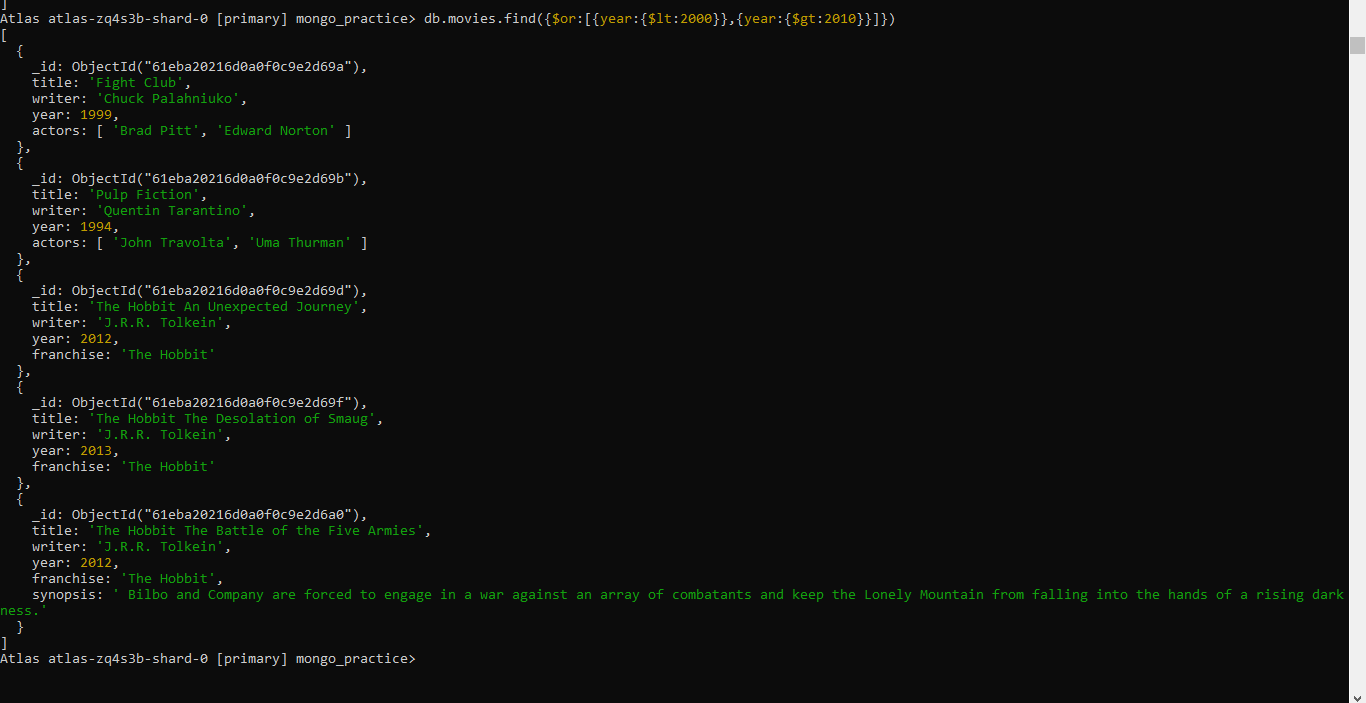 ]
Atlas atlas-zq4s3b-shard-0 [primary] mongo_practice> db.movies.find({$or:[{year:{$lt:2000}},{year:{$gt:2010}}]})
[
  {
    _id: ObjectId("61eba20216d0a0f0c9e2d69a"),
    title: 'Fight Club',
    writer: 'Chuck Palahniuko',
    year: 1999,
    actors: [ 'Brad Pitt', 'Edward Norton' ]
  },
  {
    _id: ObjectId("61eba20216d0a0f0c9e2d69b"),
    title: 'Pulp Fiction',
    writer: 'Quentin Tarantino',
    year: 1994,
    actors: [ 'John Travolta', 'Uma Thurman' ]
  },
  {
    _id: ObjectId("61eba20216d0a0f0c9e2d69d"),
    title: 'The Hobbit An Unexpected Journey',
    writer: 'J.R.R. Tolkein',
    year: 2012,
    franchise: 'The Hobbit'
  },
  {
    _id: ObjectId("61eba20216d0a0f0c9e2d69f"),
    title: 'The Hobbit The Desolation of Smaug',
    writer: 'J.R.R. Tolkein',
    year: 2013,
    franchise: 'The Hobbit'
  },
  {
    _id: ObjectId("61eba20216d0a0f0c9e2d6a0"),
    title: 'The Hobbit The Battle of the Five Armies',
    writer: 'J.R.R. Tolkein',
    year: 2012,
    franchise: 'The Hobbit',
    synopsis: ' Bilbo and Company are forced to engage in a war against an array of combatants and keep the Lonely Mountain from falling into the hands of a rising dark
ness.'
  }
]
Atlas atlas-zq4s3b-shard-0 [primary] mongo_practice>